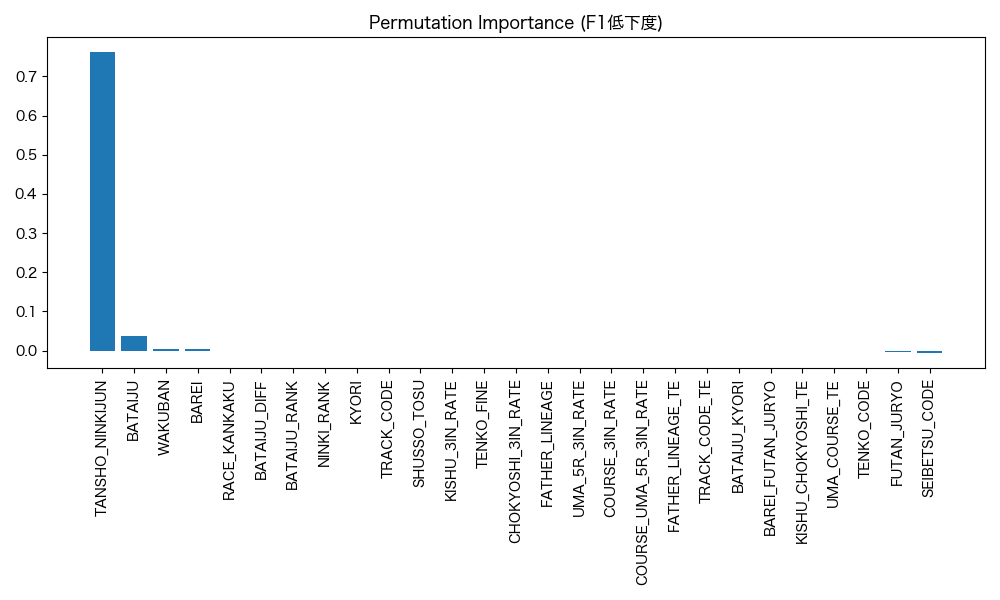 Permutation Importance (F1低下度)
0.7
0.6
0.5
0.4
0.3
0.2
0.1
0.0
TANSHO_NINKIJUN
BATAIJU
WAKUBAN
BAREI
RACE_KANKAKU
BATAIJU_DIFF
BATAIJU_RANK
NINKI_RANK
KYORI
TRACK_CODE
SHUSSO_TOSU
KISHU_3IN_RATE
TENKO_FINE
CHOKYOSHI_3IN_RATE
FATHER_LINEAGE
UMA_5R_3IN_RATE
COURSE_3IN_RATE
COURSE_UMA_5R_3IN_RATE
FATHER_LINEAGE_TE
TRACK_CODE_TE
BATAIJU_KYORI
BAREI_FUTAN_JURYO
KISHU_CHOKYOSHI_TE
UMA_COURSE_TE
TENKO_CODE
FUTAN_JURYO
SEIBETSU_CODE